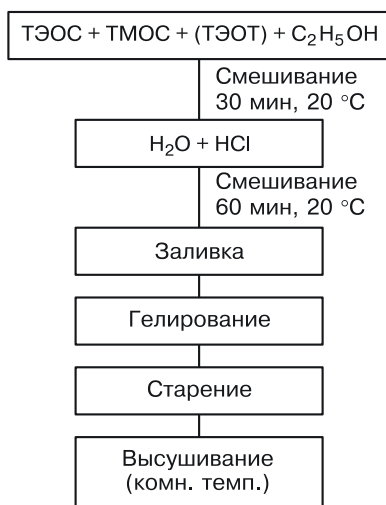 ТЭОС + ТМОС + (ТЭОТ) + C₂H₅OH
Смешивание
30 мин, 20 °C
H₂O + HCl
Смешивание
60 мин, 20 °C
Заливка
Гелирование
Старение
Высушивание
(комн. темп.)